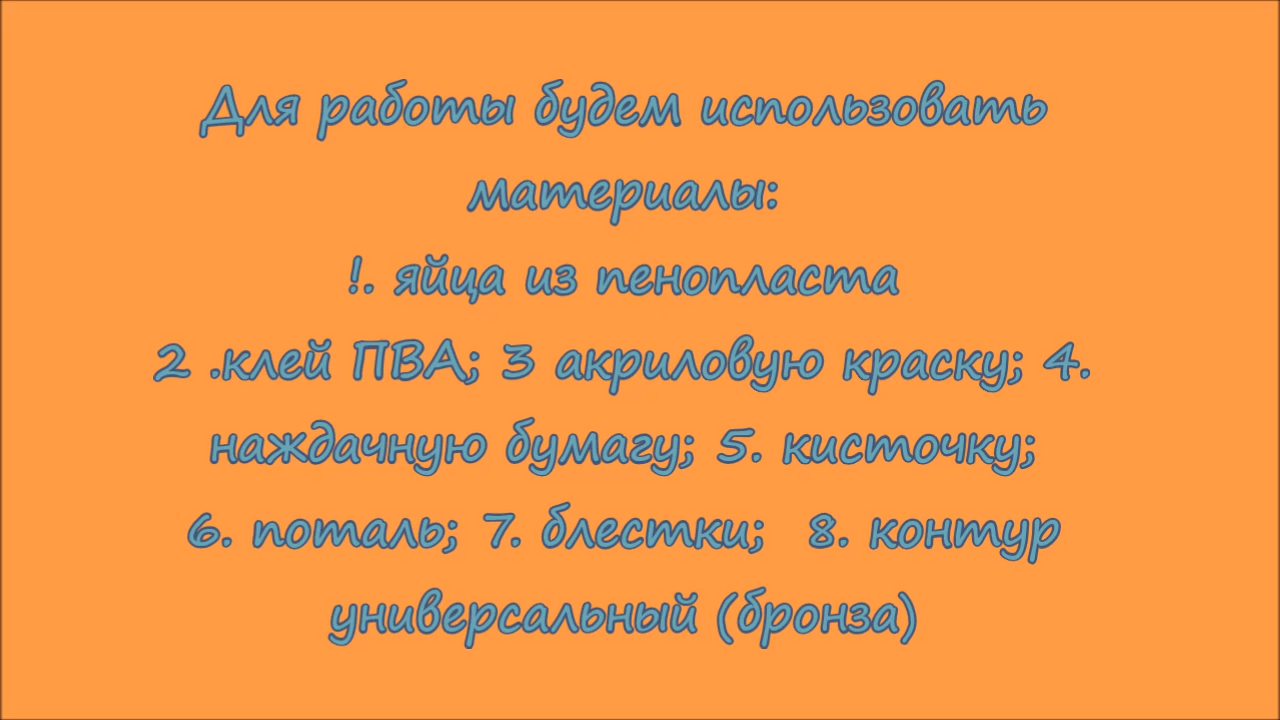 Для работы будем использовать
материалы:
!. яйца из пенопласта
2 .клей ПВА; 3 акриловую краску; 4.
наждачную бумагу; 5. кисточку;
6. поталь; 7. блестки; 8. контур
универсальный (бронза)